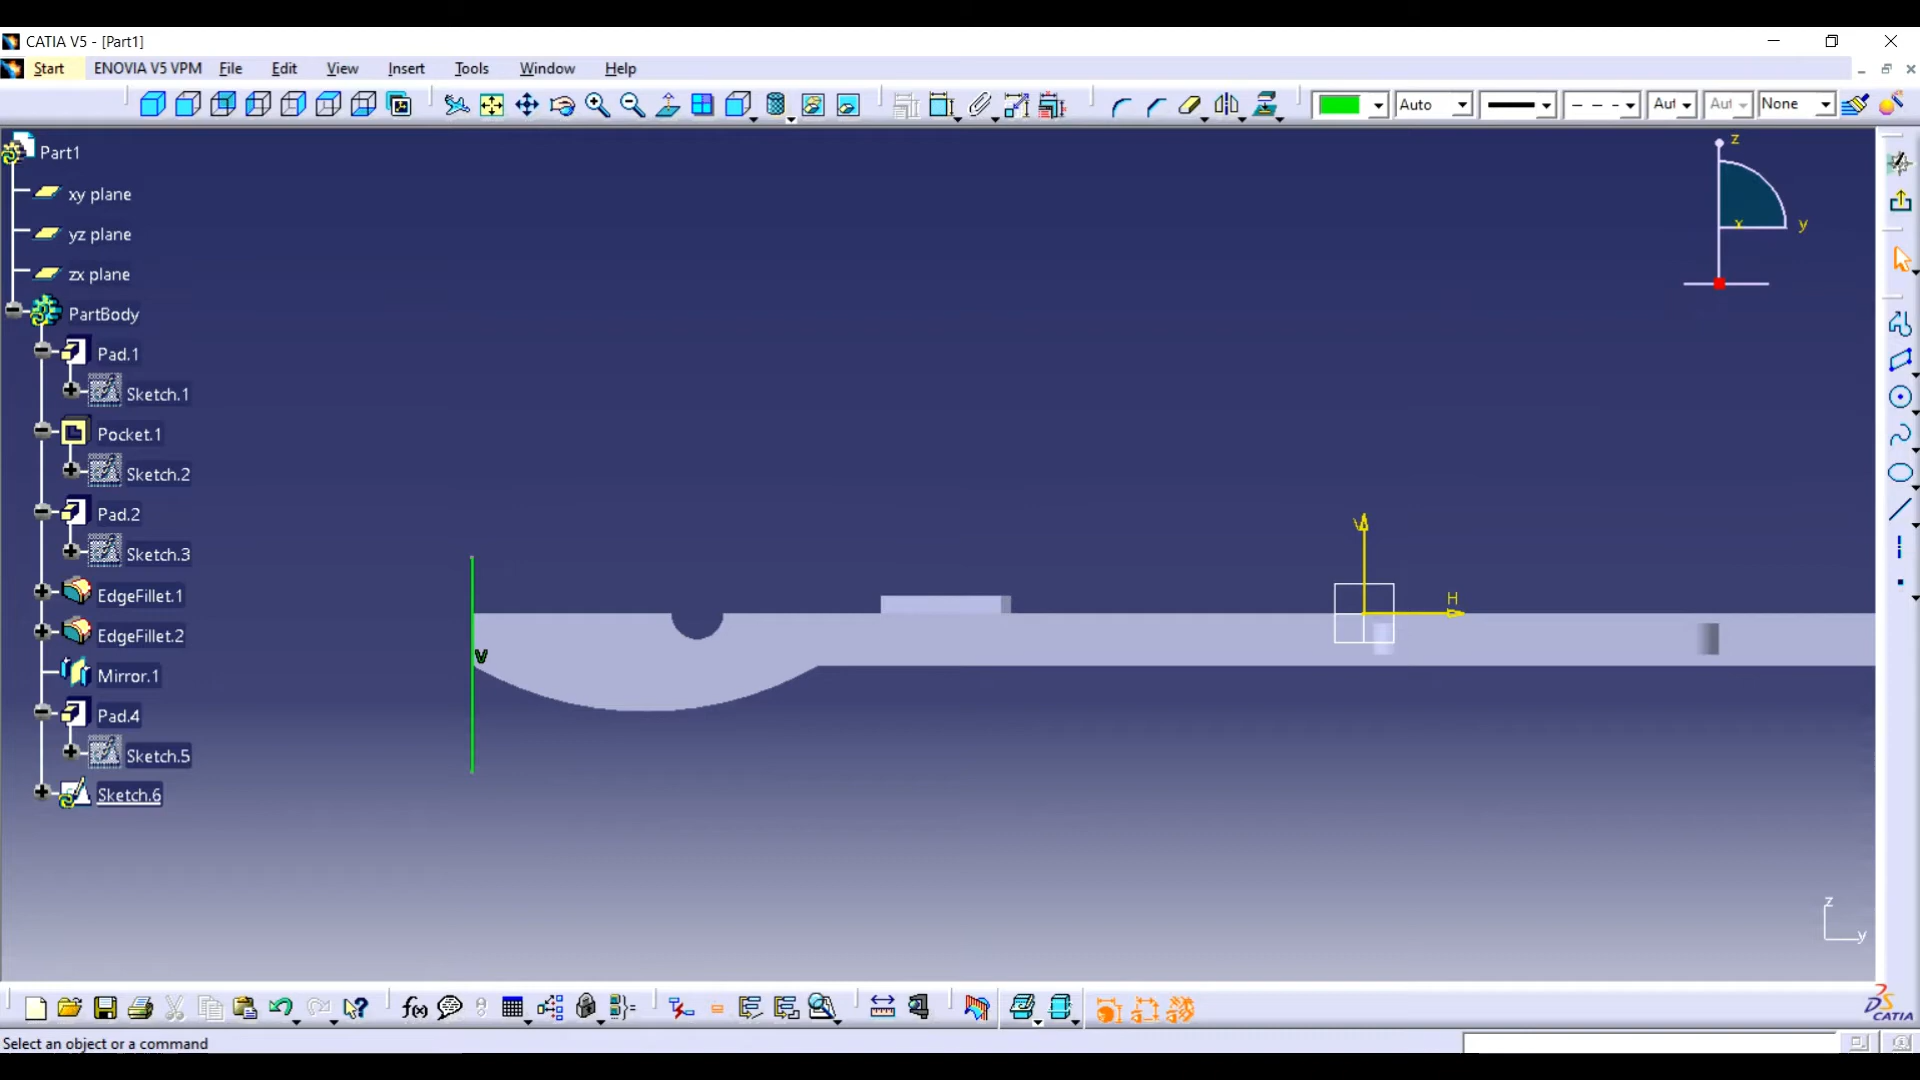 CATIA V5 - [Part1]
Start ENOVIA V5 VPM File Edit View Insert Tools Window Help
Auto Aut Aut None
Part1
xy plane
yz plane
zx plane
PartBody
Pad.1
Sketch.1
Pocket.1
Sketch.2
Pad.2
Sketch.3
EdgeFillet.1
EdgeFillet.2
Mirror.1
Pad.4
Sketch.5
Sketch.6
z
x y
V
H
V
z
y
f(x)
CATIA
Select an object or a command